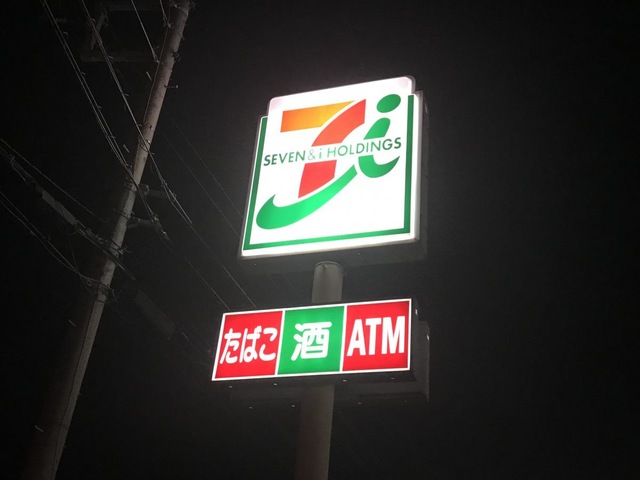 SEVEN & i HOLDINGS
たばこ 酒 ATM